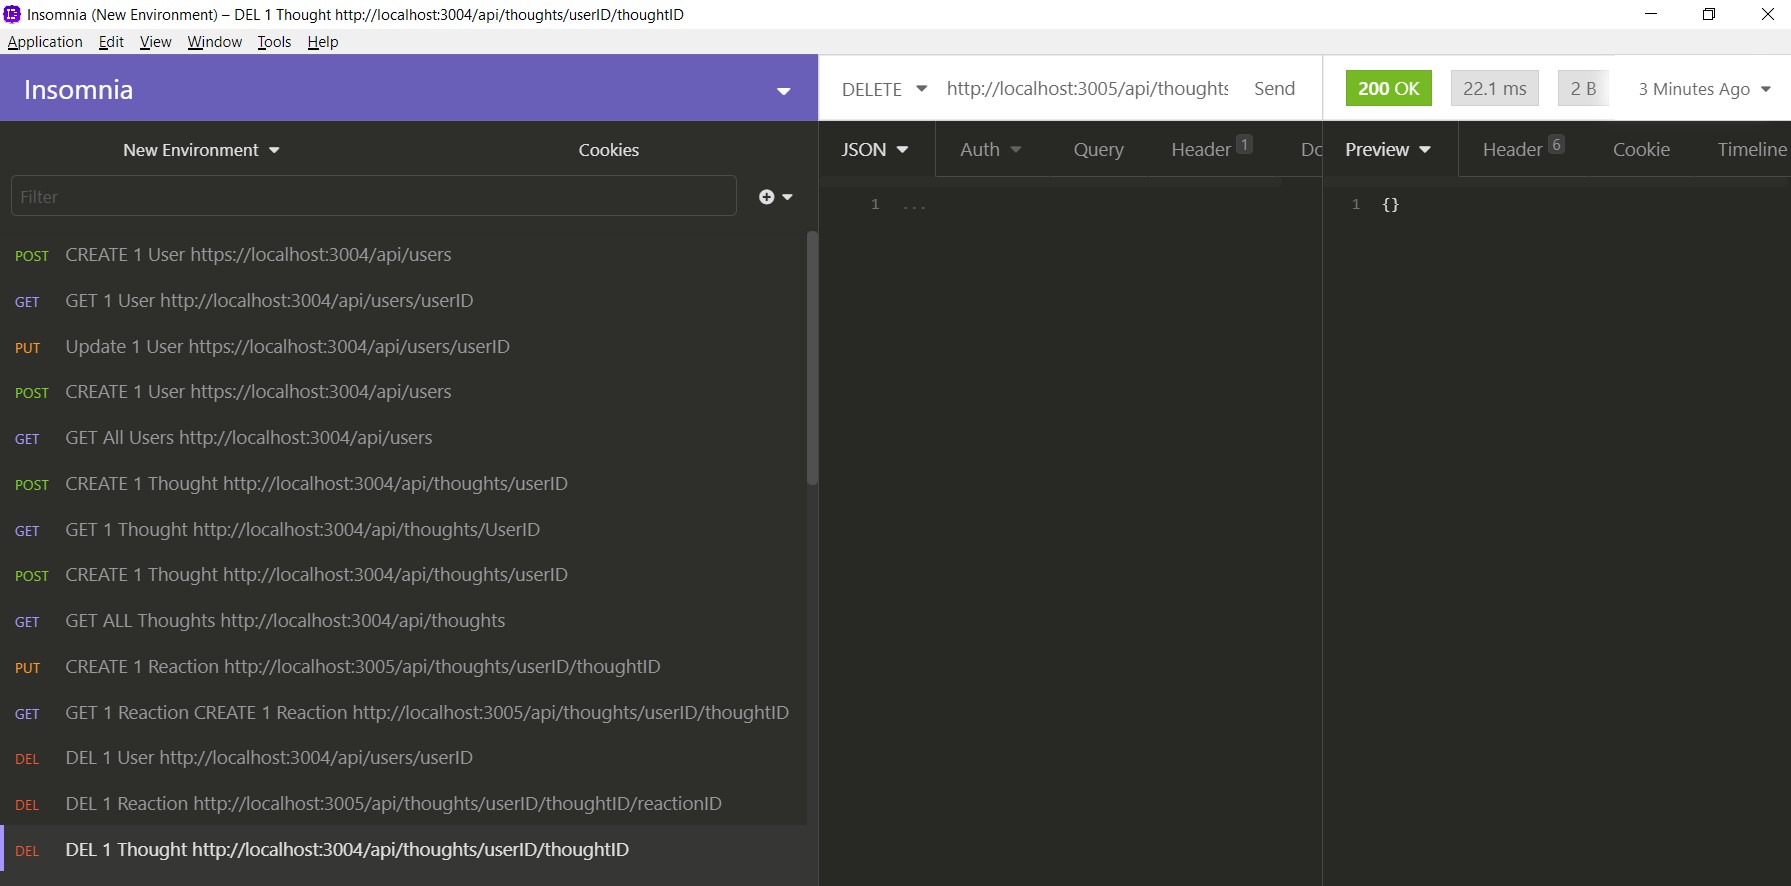 Insomnia (New Environment) – DEL 1 Thought http://localhost:3004/api/thoughts/userID/thoughtID
Application Edit View Window Tools Help
Insomnia
DELETE http://localhost:3005/api/thoughts Send
200 OK 22.1 ms 2 B 3 Minutes Ago
New Environment Cookies
JSON Auth Query Header 1 Dc
Preview Header 6 Cookie Timeline
Filter
1 ...
1 {}
POST CREATE 1 User https://localhost:3004/api/users
GET GET 1 User http://localhost:3004/api/users/userID
PUT Update 1 User https://localhost:3004/api/users/userID
POST CREATE 1 User https://localhost:3004/api/users
GET GET All Users http://localhost:3004/api/users
POST CREATE 1 Thought http://localhost:3004/api/thoughts/userID
GET GET 1 Thought http://localhost:3004/api/thoughts/UserID
POST CREATE 1 Thought http://localhost:3004/api/thoughts/userID
GET GET ALL Thoughts http://localhost:3004/api/thoughts
PUT CREATE 1 Reaction http://localhost:3005/api/thoughts/userID/thoughtID
GET GET 1 Reaction CREATE 1 Reaction http://localhost:3005/api/thoughts/userID/thoughtID
DEL DEL 1 User http://localhost:3004/api/users/userID
DEL DEL 1 Reaction http://localhost:3005/api/thoughts/userID/thoughtID/reactionID
DEL DEL 1 Thought http://localhost:3004/api/thoughts/userID/thoughtID